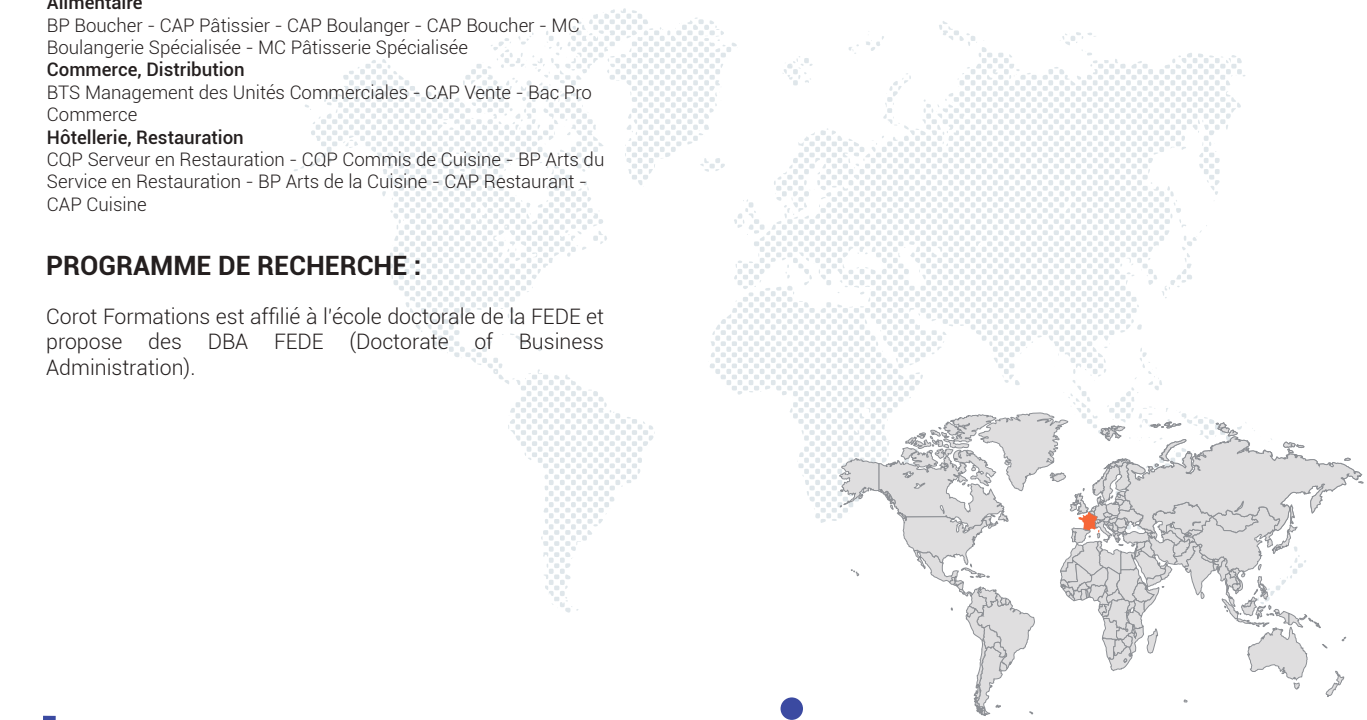 Alimentaire
BP Boucher - CAP Pâtissier - CAP Boulanger - CAP Boucher - MC
Boulangerie Spécialisée - MC Pâtisserie Spécialisée
Commerce, Distribution
BTS Management des Unités Commerciales - CAP Vente - Bac Pro
Commerce
Hôtellerie, Restauration
CQP Serveur en Restauration - CQP Commis de Cuisine - BP Arts du
Service en Restauration - BP Arts de la Cuisine - CAP Restaurant -
CAP Cuisine
PROGRAMME DE RECHERCHE :
Corot Formations est affilié à l'école doctorale de la FEDE et
propose des DBA FEDE (Doctorate of Business
Administration).